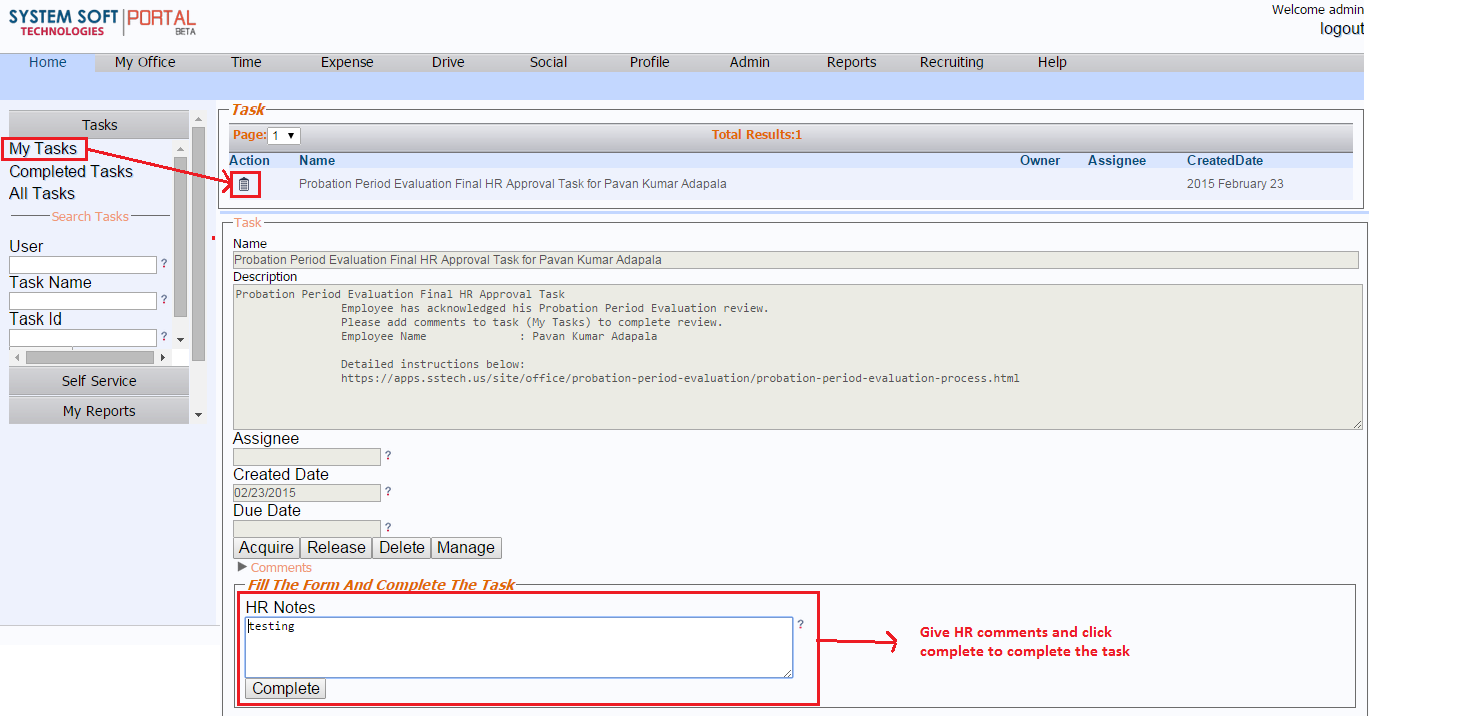 SYSTEM SOFT PORTAL
TECHNOLOGIES BETA
Welcome admin
logout
Home My Office Time Expense Drive Social Profile Admin Reports Recruiting Help
Tasks
My Tasks
Completed Tasks
All Tasks
Search Tasks
User
?
Task Name
?
Task Id
?
Self Service
My Reports
Task
Page: 1 Total Results:1
Action Name Owner Assignee CreatedDate
Probation Period Evaluation Final HR Approval Task for Pavan Kumar Adapala 2015 February 23
Task
Name
Probation Period Evaluation Final HR Approval Task for Pavan Kumar Adapala
Description
Probation Period Evaluation Final HR Approval Task
Employee has acknowledged his Probation Period Evaluation review.
Please add comments to task (My Tasks) to complete review.
Employee Name : Pavan Kumar Adapala
Detailed instructions below:
https://apps.sstech.us/site/office/probation-period-evaluation/probation-period-evaluation-process.html
Assignee
?
Created Date
02/23/2015 ?
Due Date
?
Acquire Release Delete Manage
Comments
Fill The Form And Complete The Task
HR Notes
testing ?
Complete
Give HR comments and click
complete to complete the task